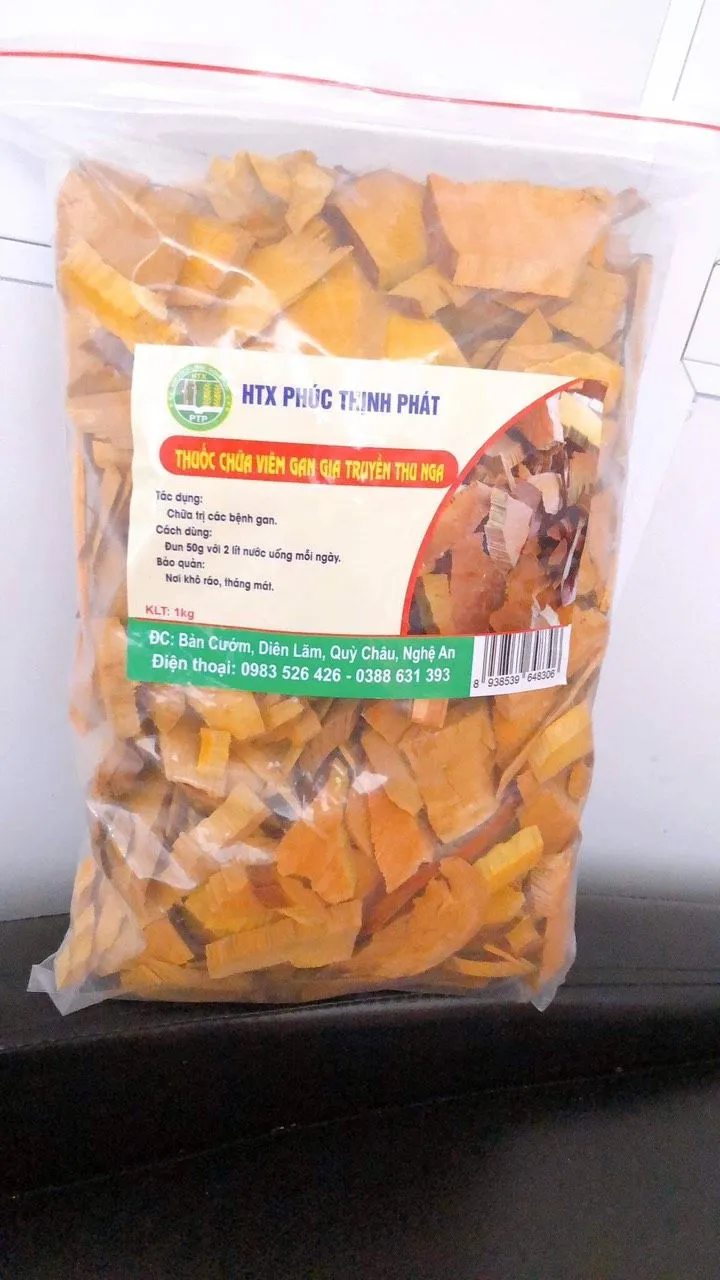 HTX
PTP
HTX PHÚC THỊNH PHÁT
THUỐC CHỮA VIÊM GAN GIA TRUYỀN THU NGA
Tác dụng:
Chữa trị các bệnh gan.
Cách dùng:
Đun 50g với 2 lít nước uống mỗi ngày.
Bảo quản:
Nơi khô ráo, tháng mát.
KLT: 1kg
ĐC: Bản Cướm, Diên Lãm, Quỳ Châu, Nghệ An
Điện thoại: 0983 526 426 - 0388 631 393
8 938539 648306